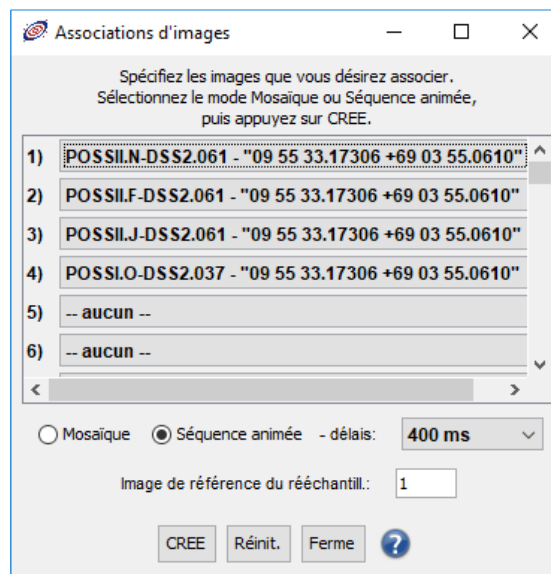 Associations d'images
Spécifiez les images que vous désirez associer.
Sélectionnez le mode Mosaïque ou Séquence animée,
puis appuyez sur CREE.
1) POSSII.N-DSS2.061 - "09 55 33.17306 +69 03 55.0610"
2) POSSII.F-DSS2.061 - "09 55 33.17306 +69 03 55.0610"
3) POSSII.J-DSS2.061 - "09 55 33.17306 +69 03 55.0610"
4) POSSI.O-DSS2.037 - "09 55 33.17306 +69 03 55.0610"
5) -- aucun --
6) -- aucun --
Mosaïque Séquence animée - délais: 400 ms
Image de référence du rééchantill.: 1
CREE Réinit. Ferme ?